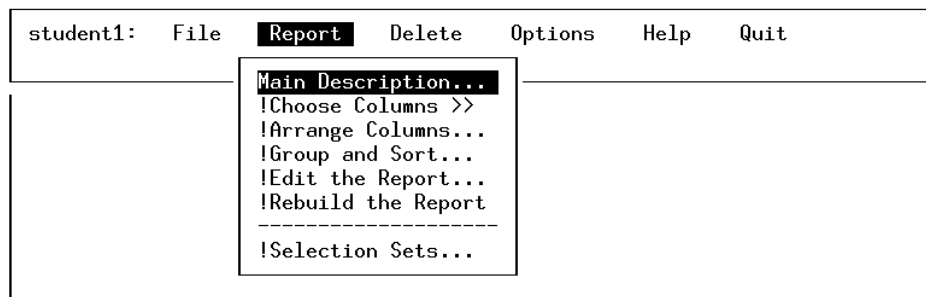 student1: File Report Delete Options Help Quit
Main Description...
!Choose Columns >>
!Arrange Columns...
!Group and Sort...
!Edit the Report...
!Rebuild the Report
--------------------
!Selection Sets...